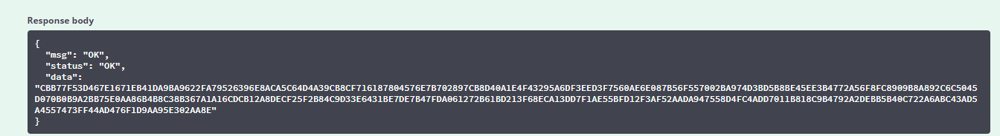 Response body
{
"msg": "OK",
"status": "OK",
"data":
"CBB77F53D467E1671EB41DA9BA9622FA79526396E8ACA5C64D4A39CB8CF716187804576E7B702897CB8D40A1E4F43295A6DF3EED3F7560AE6E087B56F557002BA974D3BD5B8BE45EE3B4772A56F8FC8909B8A892C6C5045
D070B0B9A2BB75E0AA86B4B8C38B367A1A16CDCB12A8DECF25F2B84C9D33E6431BE7DE7B47FDA061272B61BD213F68ECA13DD7F1AE55BFD12F3AF52AADA947558D4FC4ADD7011B818C9B4792A2DEBB5B40C722A6ABC43AD5
A4557473FF44AD476F1D9AA95E302AA8E"
}